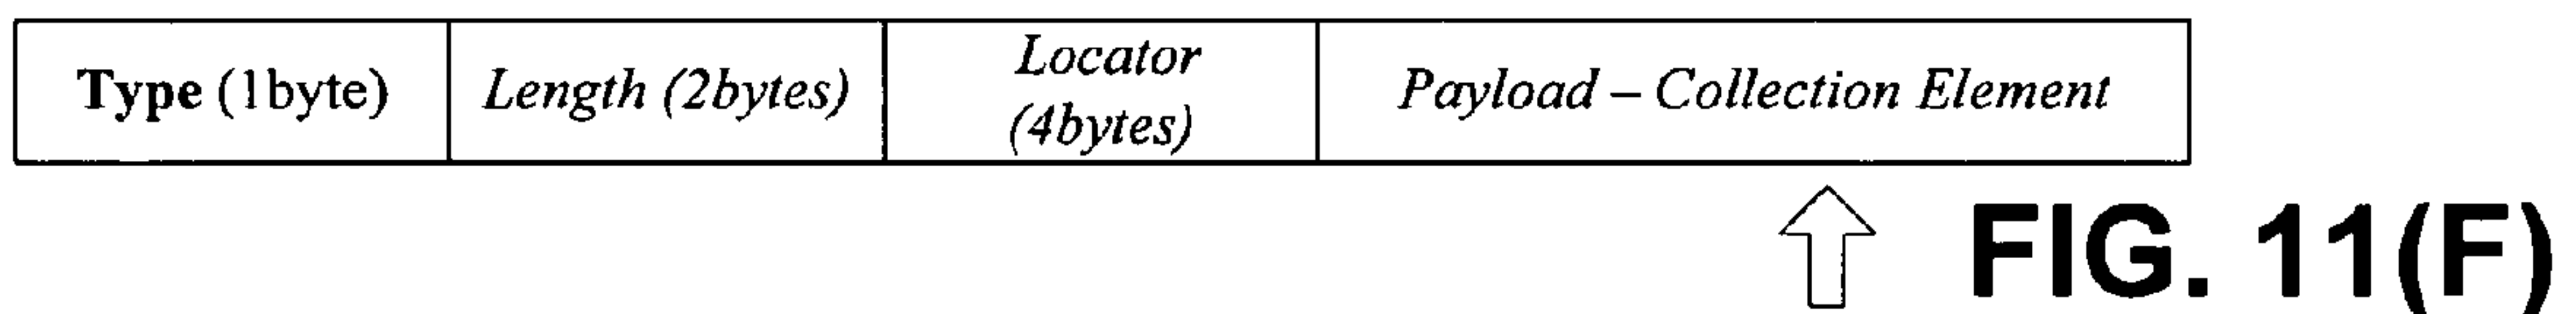 Type (1byte)
Length (2bytes)
Locator
(4bytes)
Payload – Collection Element
FIG. 11(F)